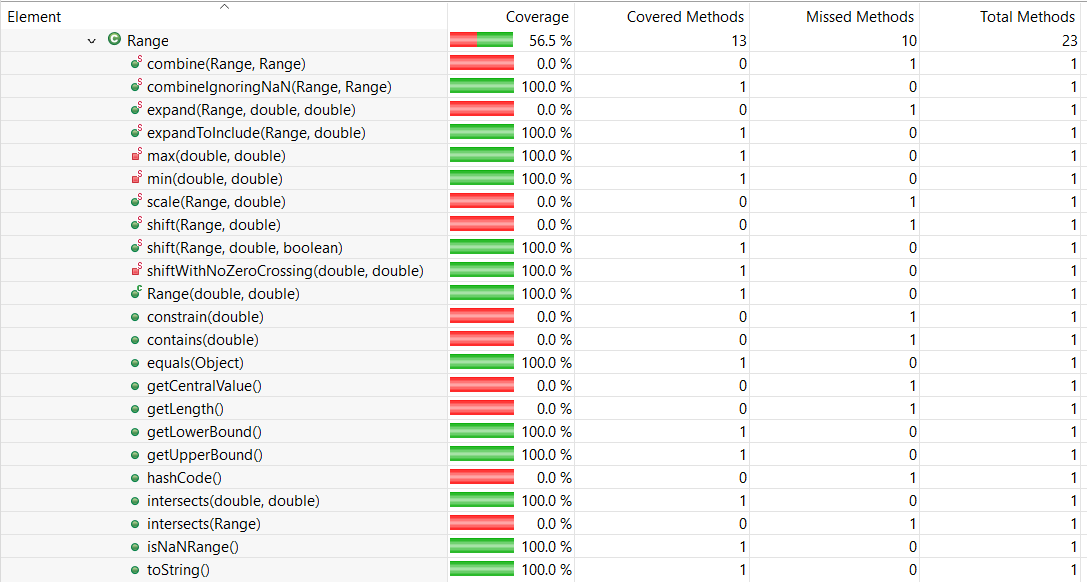 Element Coverage Covered Methods Missed Methods Total Methods
Range 56.5 % 13 10 23
combine(Range, Range) 0.0 % 0 1 1
combineIgnoringNaN(Range, Range) 100.0 % 1 0 1
expand(Range, double, double) 0.0 % 0 1 1
expandToInclude(Range, double) 100.0 % 1 0 1
max(double, double) 100.0 % 1 0 1
min(double, double) 100.0 % 1 0 1
scale(Range, double) 0.0 % 0 1 1
shift(Range, double) 0.0 % 0 1 1
shift(Range, double, boolean) 100.0 % 1 0 1
shiftWithNoZeroCrossing(double, double) 100.0 % 1 0 1
Range(double, double) 100.0 % 1 0 1
constrain(double) 0.0 % 0 1 1
contains(double) 0.0 % 0 1 1
equals(Object) 100.0 % 1 0 1
getCentralValue() 0.0 % 0 1 1
getLength() 0.0 % 0 1 1
getLowerBound() 100.0 % 1 0 1
getUpperBound() 100.0 % 1 0 1
hashCode() 0.0 % 0 1 1
intersects(double, double) 100.0 % 1 0 1
intersects(Range) 0.0 % 0 1 1
isNaNRange() 100.0 % 1 0 1
toString() 100.0 % 1 0 1